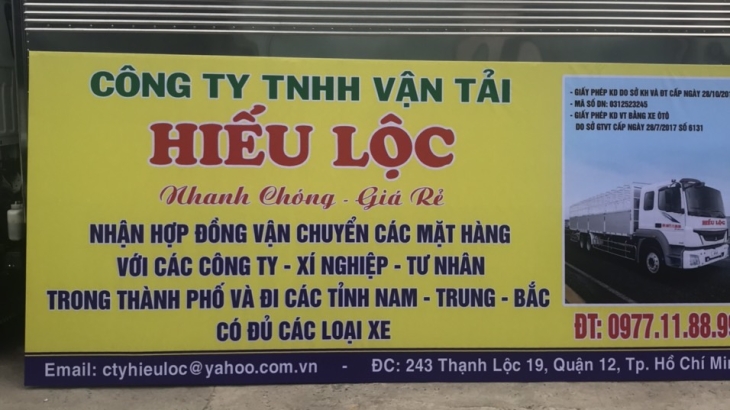 CÔNG TY TNHH VẬN TẢI
HIẾU LỘC
Nhanh Chóng - Giá Rẻ
NHẬN HỢP ĐỒNG VẬN CHUYỂN CÁC MẶT HÀNG
VỚI CÁC CÔNG TY - XÍ NGHIỆP - TƯ NHÂN
TRONG THÀNH PHỐ VÀ ĐI CÁC TỈNH NAM - TRUNG - BẮC
CÓ ĐỦ CÁC LOẠI XE
- GIẤY PHÉP KD DO SỞ KH VÀ ĐT CẤP NGÀY 28/10/201
- MÃ SỐ DN: 0312523245
- GIẤY PHÉP KD VT BẰNG XE ÔTÔ
DO SỞ GTVT CẤP NGÀY 28/7/2017 SỐ 6131
HIẾU LỘC
ĐT: 0977.11.88.9
Email: ctyhieuloc@yahoo.com.vn - ĐC: 243 Thạnh Lộc 19, Quận 12, Tp. Hồ Chí Min